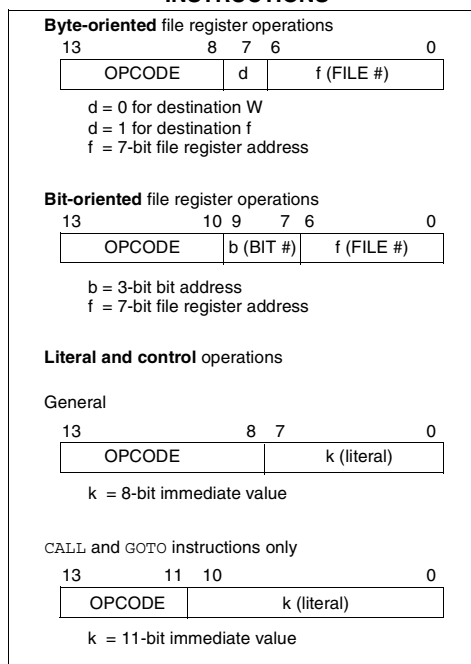 INSTRUCTIONS
Byte-oriented file register operations
13 8 7 6 0
OPCODE d f (FILE #)
d = 0 for destination W
d = 1 for destination f
f = 7-bit file register address
Bit-oriented file register operations
13 10 9 7 6 0
OPCODE b (BIT #) f (FILE #)
b = 3-bit bit address
f = 7-bit file register address
Literal and control operations
General
13 8 7 0
OPCODE k (literal)
k = 8-bit immediate value
CALL and GOTO instructions only
13 11 10 0
OPCODE k (literal)
k = 11-bit immediate value